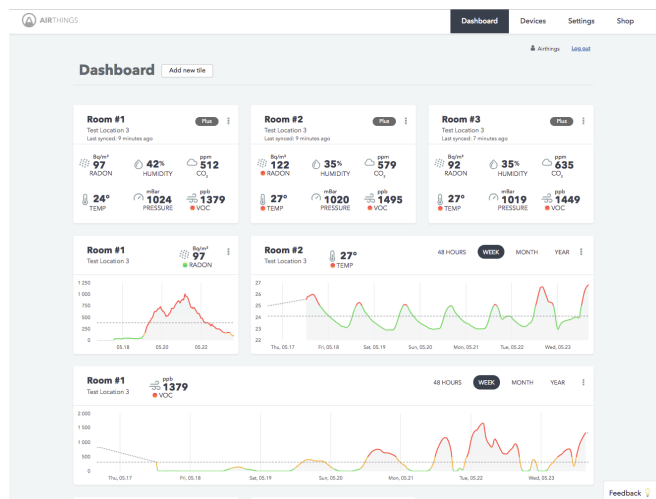 AIRTHINGS
Dashboard Devices Settings Shop
Airthings Log out
Dashboard Add new tile
Room #1 Plus
Test Location 3
Last synced: 9 minutes ago
Bq/m³ 97 RADON
42% HUMIDITY
ppm 512 CO₂
24° TEMP
mBar 1024 PRESSURE
ppb 1379 VOC
Room #2 Plus
Test Location 3
Last synced: 9 minutes ago
Bq/m³ 122 RADON
35% HUMIDITY
ppm 579 CO₂
27° TEMP
mBar 1020 PRESSURE
ppb 1495 VOC
Room #3 Plus
Test Location 3
Last synced: 7 minutes ago
Bq/m³ 92 RADON
35% HUMIDITY
ppm 635 CO₂
27° TEMP
mBar 1019 PRESSURE
ppb 1449 VOC
Room #1
Test Location 3
Bq/m³ 97 RADON
1 250
1 000
750
500
250
0
05.18 05.20 05.22
Room #2
Test Location 3
27° TEMP
48 HOURS WEEK MONTH YEAR
27
26
25
24
23
22
Thu, 05.17 Fri, 05.18 Sat, 05.19 Sun, 05.20 Mon, 05.21 Tue, 05.22 Wed, 05.23
Room #1
Test Location 3
ppb 1379 VOC
48 HOURS WEEK MONTH YEAR
2 000
1 500
1 000
500
0
Thu, 05.17 Fri, 05.18 Sat, 05.19 Sun, 05.20 Mon, 05.21 Tue, 05.22 Wed, 05.23
Feedback